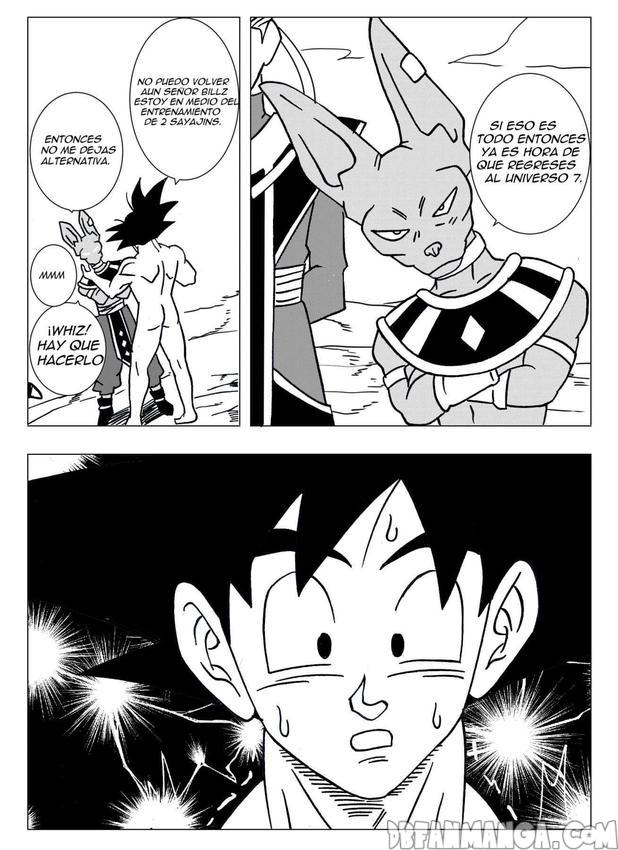 SI ESO ES
TODO ENTONCES
YA ES HORA DE
QUE REGRESES
AL UNIVERSO 7.
NO PUEDO VOLVER
AUN SEÑOR BILLZ
ESTOY EN MEDIO DEL
ENTRENAMIENTO
DE 2 SAYAJINS.
ENTONCES
NO ME DEJAS
ALTERNATIVA.
MMM
¡WHIZ!
HAY QUE
HACERLO
DBFANMANGA.COM